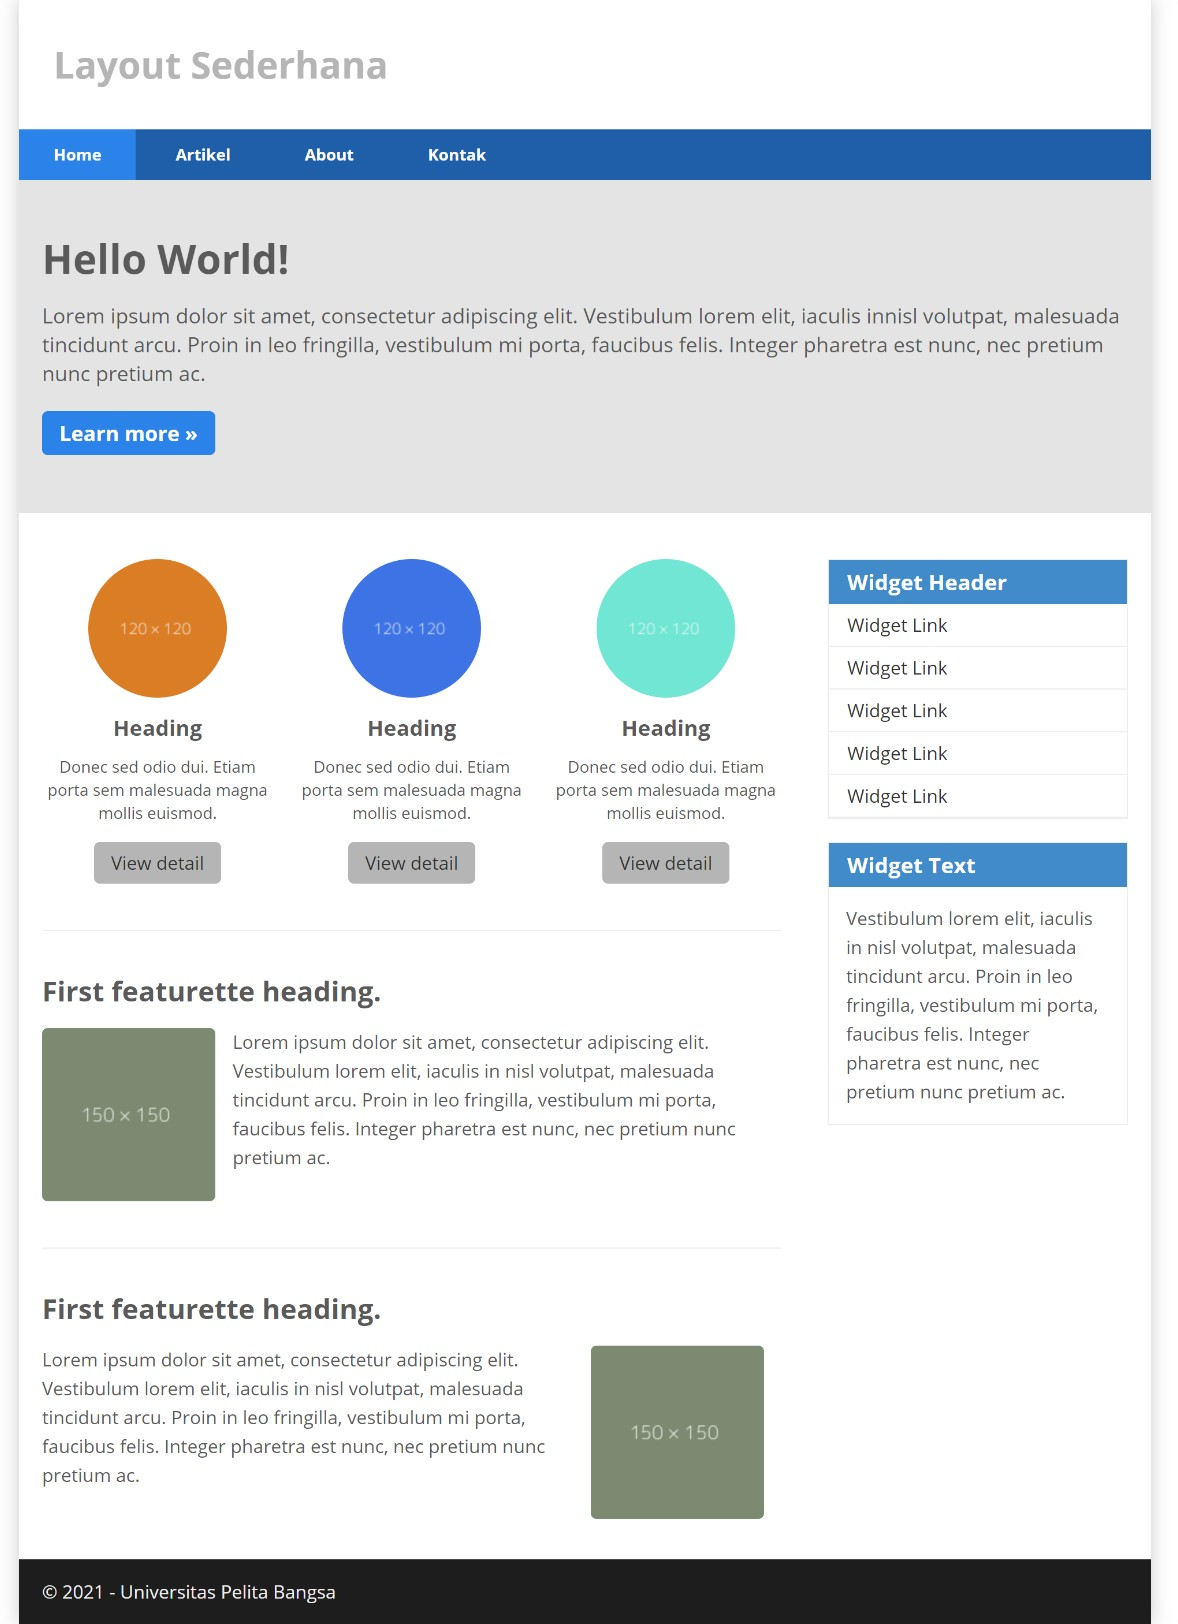 Layout Sederhana
Home Artikel About Kontak
Hello World!
Lorem ipsum dolor sit amet, consectetur adipiscing elit. Vestibulum lorem elit, iaculis innisl volutpat, malesuada
tincidunt arcu. Proin in leo fringilla, vestibulum mi porta, faucibus felis. Integer pharetra est nunc, nec pretium
nunc pretium ac.
Learn more »
120 × 120
Heading
Donec sed odio dui. Etiam
porta sem malesuada magna
mollis euismod.
View detail
120 × 120
Heading
Donec sed odio dui. Etiam
porta sem malesuada magna
mollis euismod.
View detail
120 × 120
Heading
Donec sed odio dui. Etiam
porta sem malesuada magna
mollis euismod.
View detail
First featurette heading.
150 × 150
Lorem ipsum dolor sit amet, consectetur adipiscing elit.
Vestibulum lorem elit, iaculis in nisl volutpat, malesuada
tincidunt arcu. Proin in leo fringilla, vestibulum mi porta,
faucibus felis. Integer pharetra est nunc, nec pretium nunc
pretium ac.
First featurette heading.
Lorem ipsum dolor sit amet, consectetur adipiscing elit.
Vestibulum lorem elit, iaculis in nisl volutpat, malesuada
tincidunt arcu. Proin in leo fringilla, vestibulum mi porta,
faucibus felis. Integer pharetra est nunc, nec pretium nunc
pretium ac.
150 × 150
Widget Header
Widget Link
Widget Link
Widget Link
Widget Link
Widget Link
Widget Text
Vestibulum lorem elit, iaculis
in nisl volutpat, malesuada
tincidunt arcu. Proin in leo
fringilla, vestibulum mi porta,
faucibus felis. Integer
pharetra est nunc, nec
pretium nunc pretium ac.
© 2021 - Universitas Pelita Bangsa